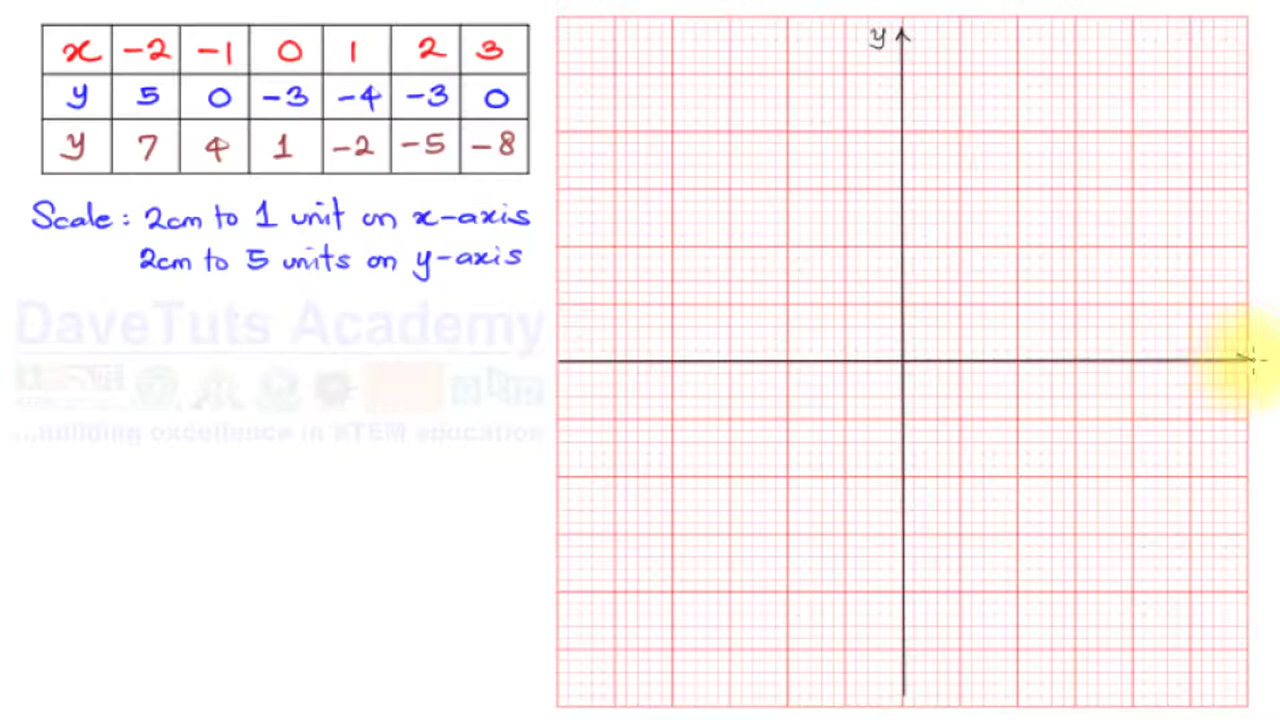 x -2 -1 0 1 2 3
y 5 0 -3 -4 -3 0
y 7 4 1 -2 -5 -8
Scale: 2cm to 1 unit on x-axis
2cm to 5 units on y-axis
DaveTuts Academy
...building excellence in STEM education
y